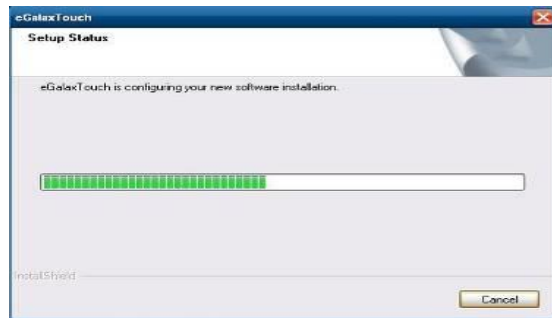 eGalaxTouch
Setup Status
eGalaxTouch is configuring your new software installation.
InstallShield
Cancel